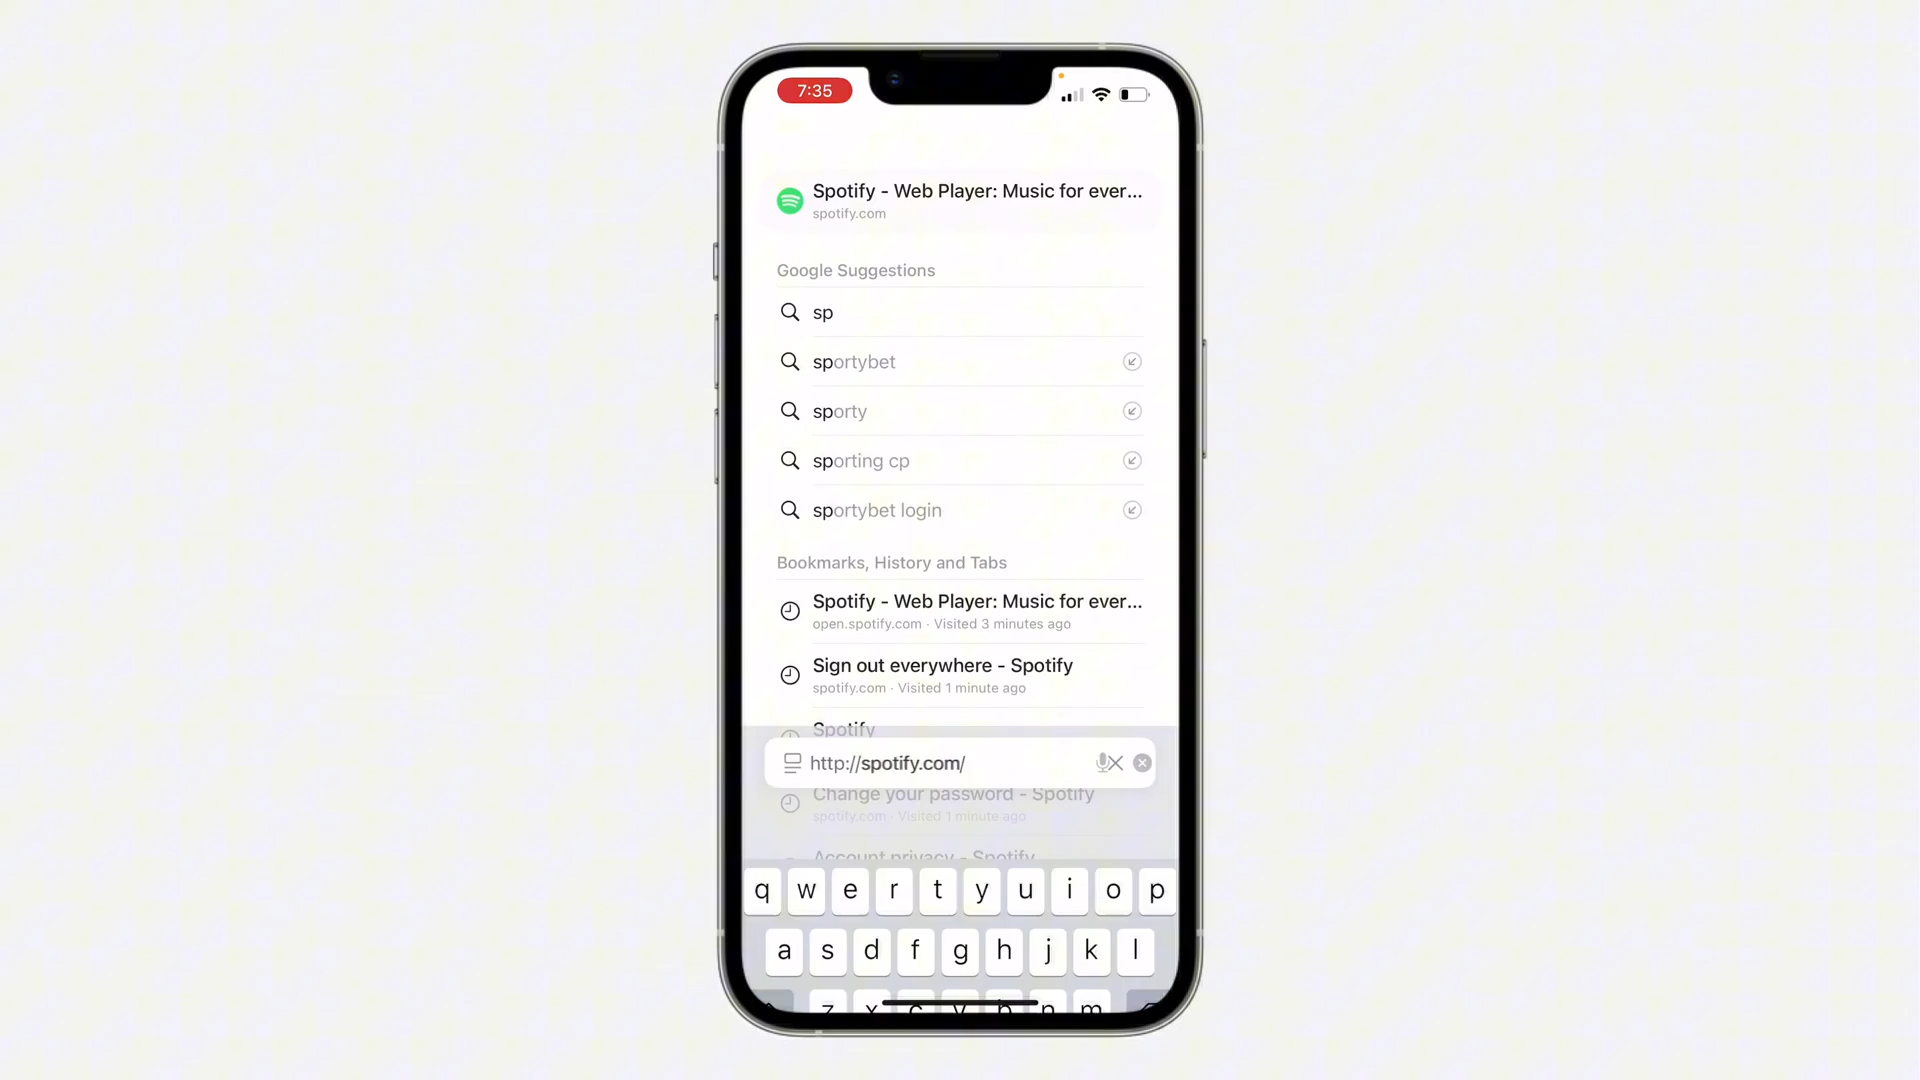 7:35
Spotify - Web Player: Music for ever...
spotify.com
Google Suggestions
sp
sportybet
sporty
sporting cp
sportybet login
Bookmarks, History and Tabs
Spotify - Web Player: Music for ever...
open.spotify.com · Visited 3 minutes ago
Sign out everywhere - Spotify
spotify.com · Visited 1 minute ago
Spotify
http://spotify.com/
Change your password - Spotify
spotify.com · Visited 1 minute ago
Account privacy - Spotify
q w e r t y u i o p
a s d f g h j k l
z x c v b n m